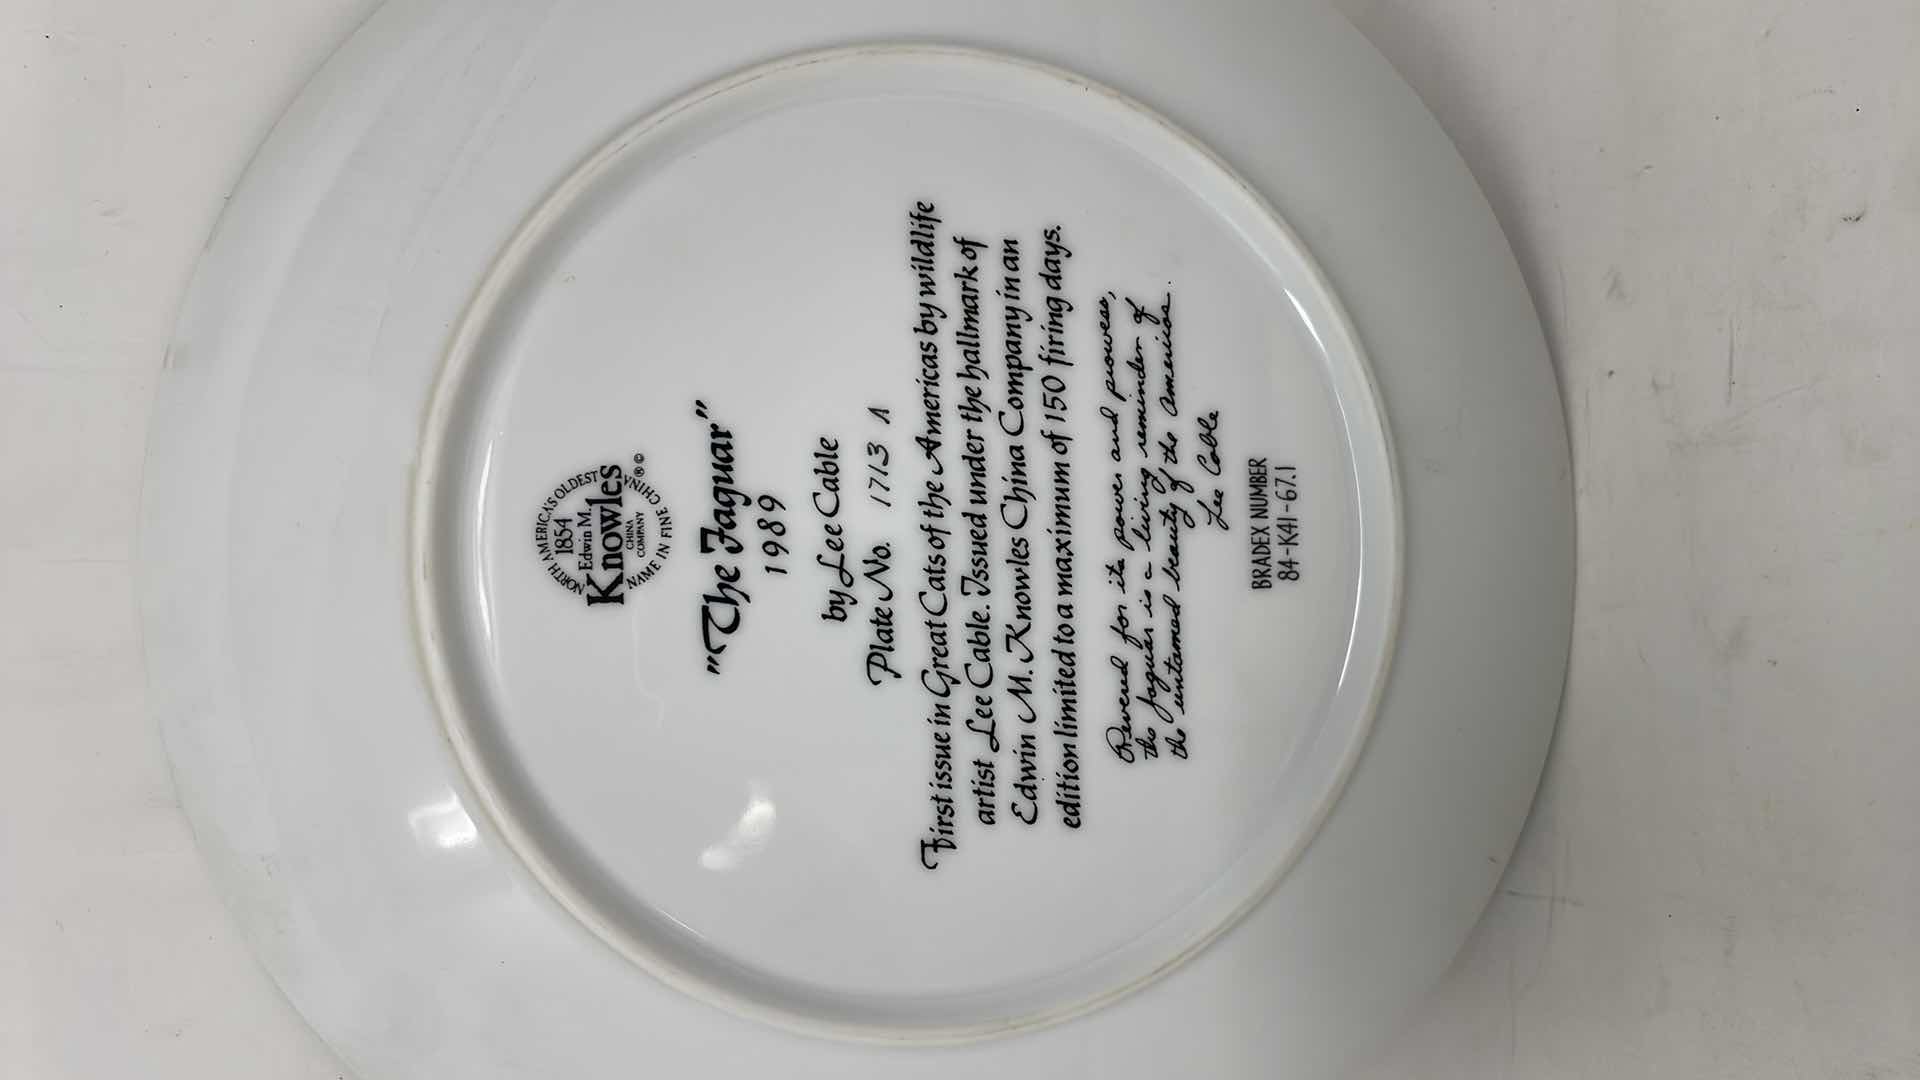 NORTH AMERICA'S OLDEST
1854
Edwin M.
Knowles
CHINA
COMPANY
NAME IN FINE CHINA
®©
"The Jaguar"
1989
by Lee Cable
Plate No. 1713 A
First issue in Great Cats of the Americas by wildlife
artist Lee Cable. Issued under the hallmark of
Edwin M. Knowles China Company in an
edition limited to a maximum of 150 firing days.
Revered for its power and prowess,
the jaguar is a living reminder of
the untamed beauty of the Americas.
Lee Cable
BRADEX NUMBER
84-K41-67.1